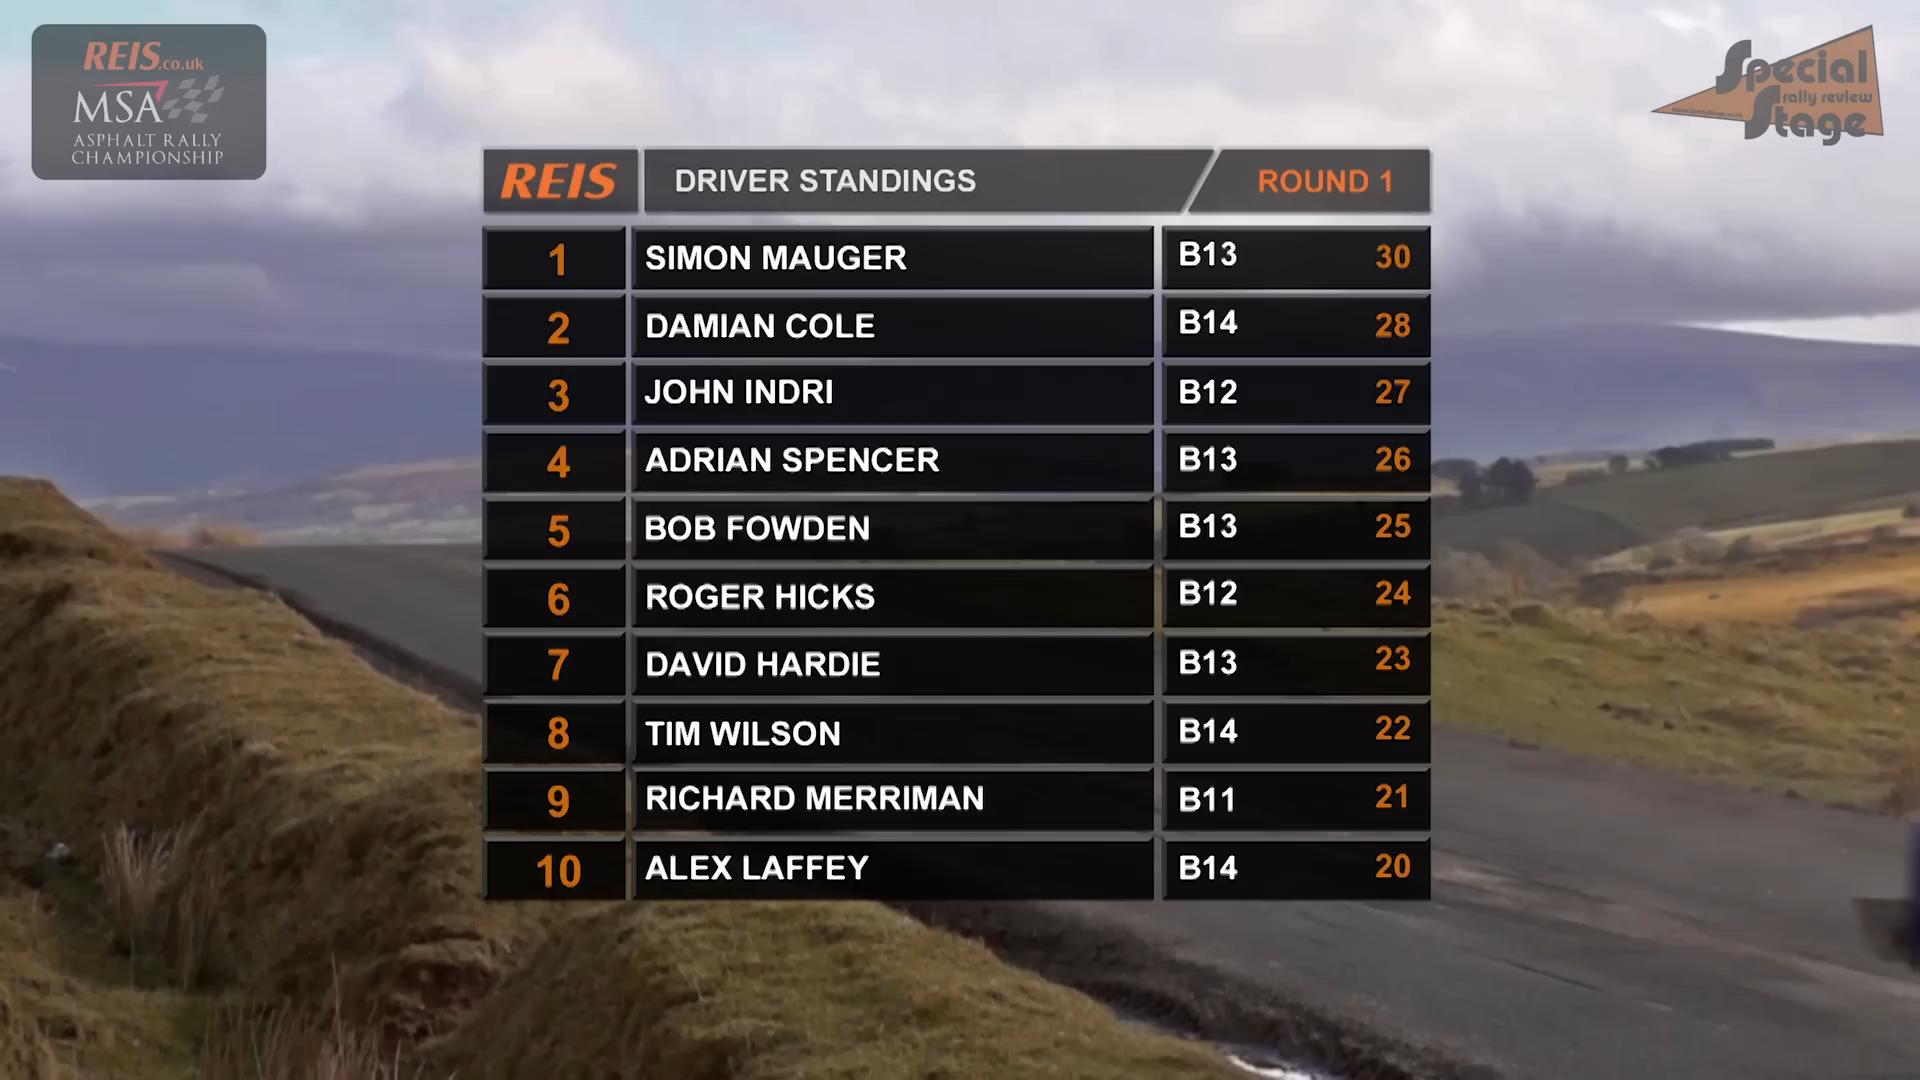 REIS.co.uk
MSA
ASPHALT RALLY
CHAMPIONSHIP
Special
rally review
Stage
REIS DRIVER STANDINGS ROUND 1
1 SIMON MAUGER B13 30
2 DAMIAN COLE B14 28
3 JOHN INDRI B12 27
4 ADRIAN SPENCER B13 26
5 BOB FOWDEN B13 25
6 ROGER HICKS B12 24
7 DAVID HARDIE B13 23
8 TIM WILSON B14 22
9 RICHARD MERRIMAN B11 21
10 ALEX LAFFEY B14 20